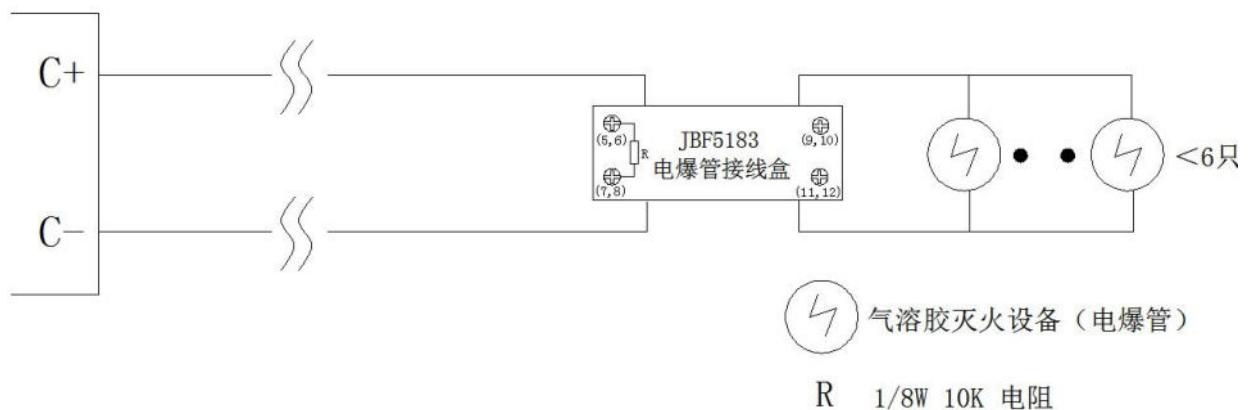 C+
JBF5183
电爆管接线盒
(5,6)
R
(7,8)
(9,10)
(11,12)
<6只
C-
气溶胶灭火设备（电爆管）
R 1/8W 10K 电阻